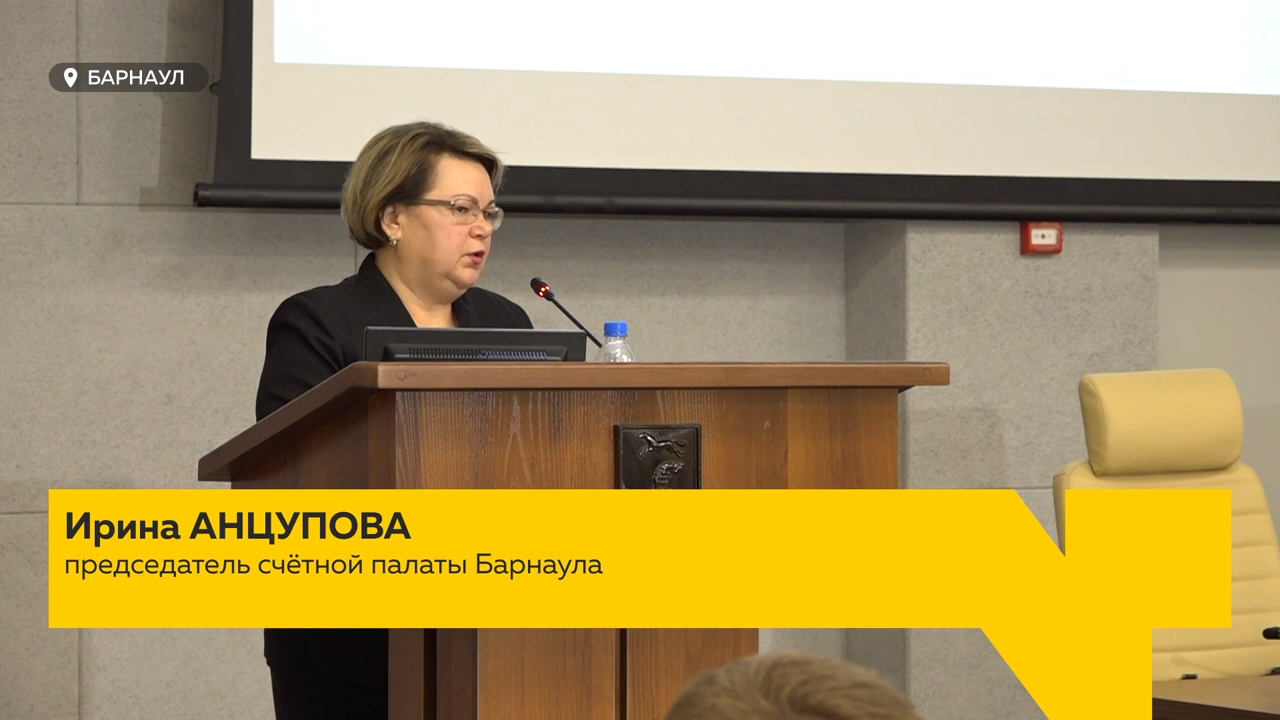 БАРНАУЛ
Ирина АНЦУПОВА
председатель счётной палаты Барнаула